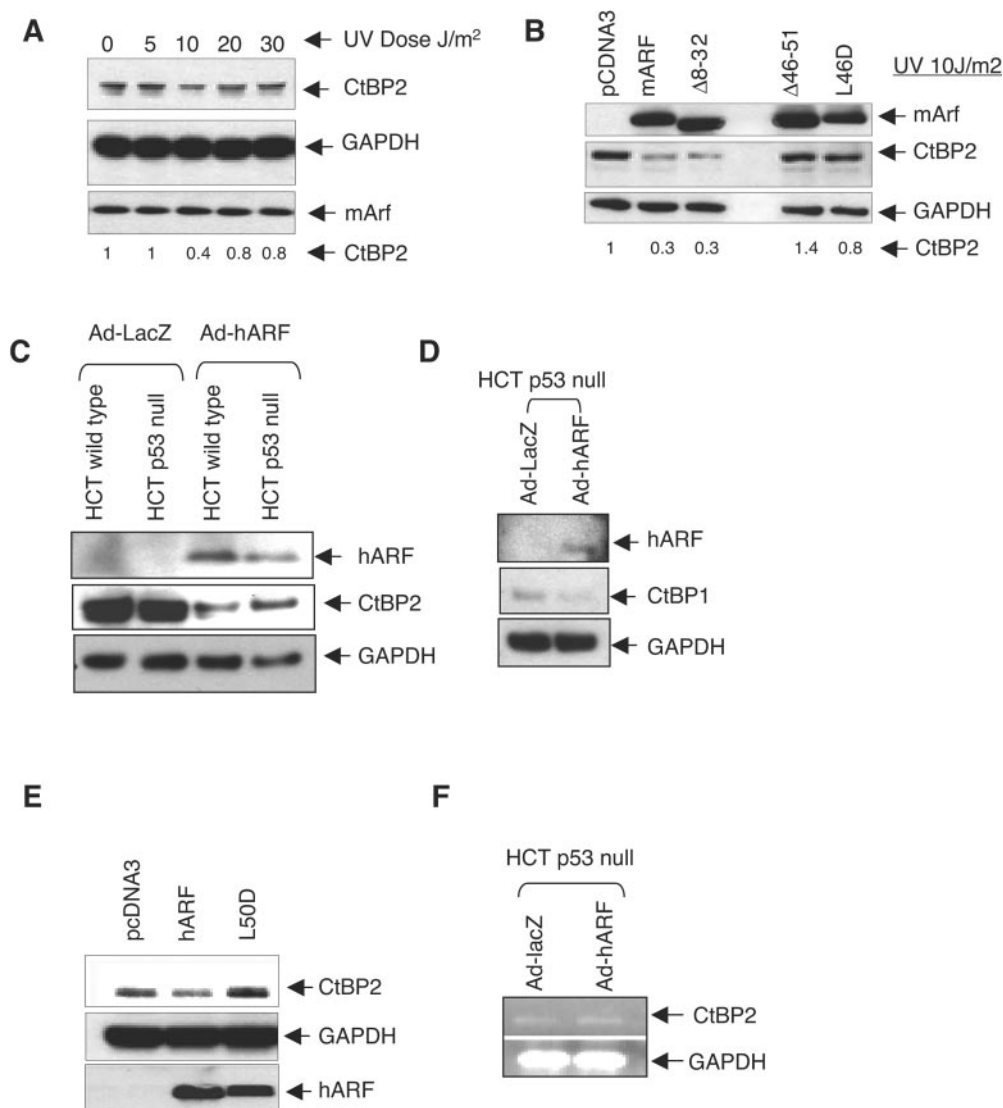 A
0 5 10 20 30 UV Dose J/m²
CtBP2
GAPDH
mArf
1 1 0.4 0.8 0.8 CtBP2
B
pCDNA3 mARF Δ8-32 Δ46-51 L46D UV 10J/m2
mArf
CtBP2
GAPDH
1 0.3 0.3 1.4 0.8 CtBP2
C
Ad-LacZ Ad-hARF
HCT wild type HCT p53 null HCT wild type HCT p53 null
hARF
CtBP2
GAPDH
D
HCT p53 null
Ad-LacZ Ad-hARF
hARF
CtBP1
GAPDH
E
pcDNA3 hARF L50D
CtBP2
GAPDH
hARF
F
HCT p53 null
Ad-lacZ Ad-hARF
CtBP2
GAPDH